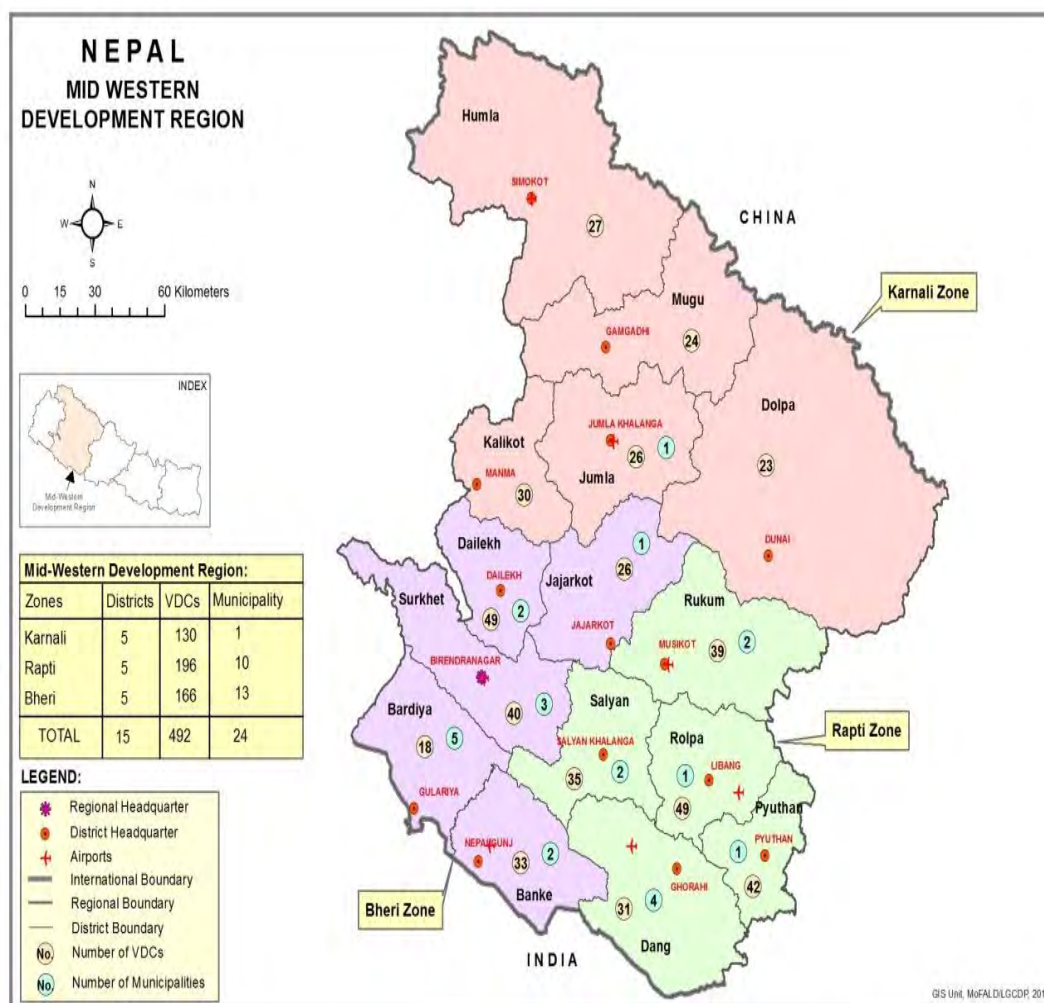 NEPAL
MID WESTERN
DEVELOPMENT REGION
N
W E
S
0 15 30 60 Kilometers
INDEX
Mid-Western
Development Region
Mid-Western Development Region:
Zones Districts VDCs Municipality
Karnali 5 130 1
Rapti 5 196 10
Bheri 5 166 13
TOTAL 15 492 24
LEGEND:
Regional Headquarter
District Headquarter
Airports
International Boundary
Regional Boundary
District Boundary
No. Number of VDCs
No. Number of Municipalities
Humla
SIMOKOT
27
CHINA
Karnali Zone
Mugu
GAMGADHI
24
Dolpa
23
DUNAI
JUMLA KHALANGA
26
1
Jumla
Kalikot
MANMA
30
Dailekh
DAILEKH
49
2
Jajarkot
1
26
JAJARKOT
Rukum
MUSIKOT
39
2
Surkhet
BIRENDRANAGAR
40
3
Bardiya
18
5
GULARIYA
Salyan
SALYAN KHALANGA
35
2
Rolpa
1
LIBANG
49
Rapti Zone
Pyuthan
1
PYUTHAN
42
NEPALGUNJ
33
2
Banke
Bheri Zone
GHORAHI
31
4
Dang
INDIA
GIS Unit, MoFALD/LGCDP, 201